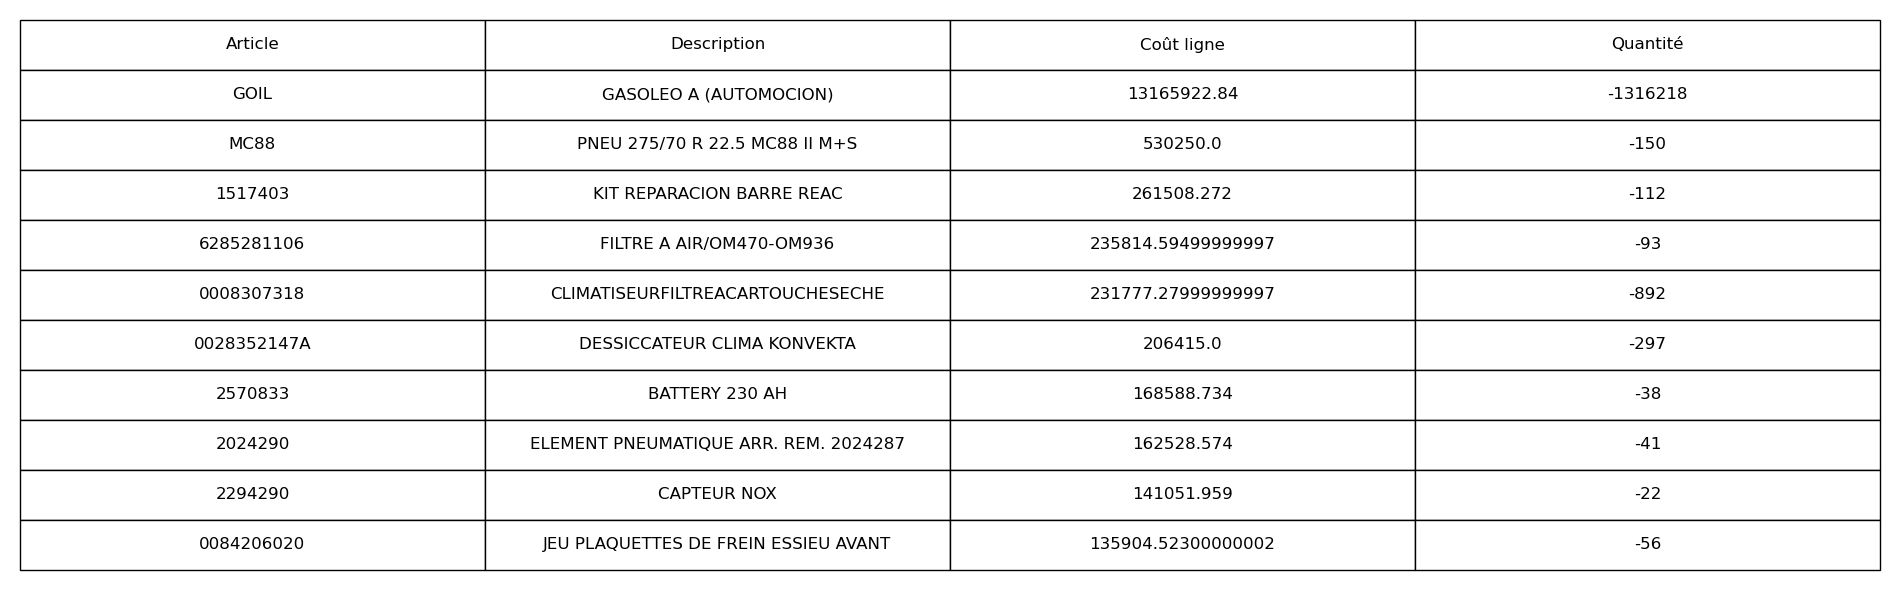 Article Description Coût ligne Quantité
GOIL GASOLEO A (AUTOMOCION) 13165922.84 -1316218
MC88 PNEU 275/70 R 22.5 MC88 II M+S 530250.0 -150
1517403 KIT REPARACION BARRE REAC 261508.272 -112
6285281106 FILTRE A AIR/OM470-OM936 235814.59499999997 -93
0008307318 CLIMATISEURFILTREACARTOUCHESECHE 231777.27999999997 -892
0028352147A DESSICCATEUR CLIMA KONVEKTA 206415.0 -297
2570833 BATTERY 230 AH 168588.734 -38
2024290 ELEMENT PNEUMATIQUE ARR. REM. 2024287 162528.574 -41
2294290 CAPTEUR NOX 141051.959 -22
0084206020 JEU PLAQUETTES DE FREIN ESSIEU AVANT 135904.52300000002 -56